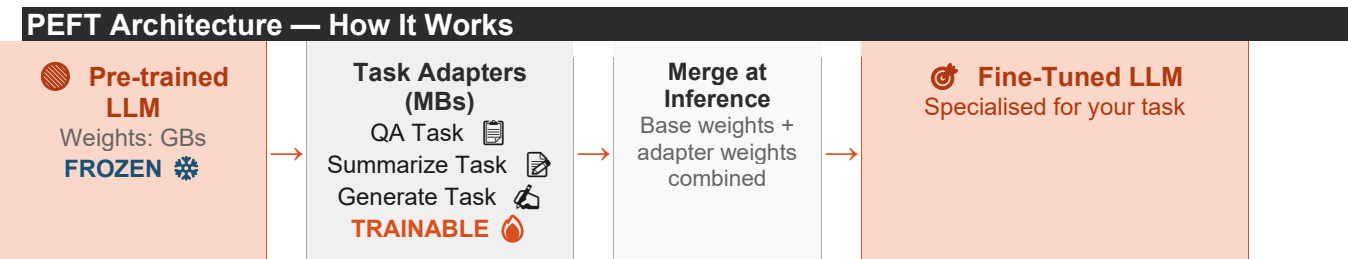 PEFT Architecture — How It Works
Pre-trained
LLM
Weights: GBs
FROZEN
→
Task Adapters
(MBs)
QA Task
Summarize Task
Generate Task
TRAINABLE
→
Merge at
Inference
Base weights +
adapter weights
combined
→
Fine-Tuned LLM
Specialised for your task